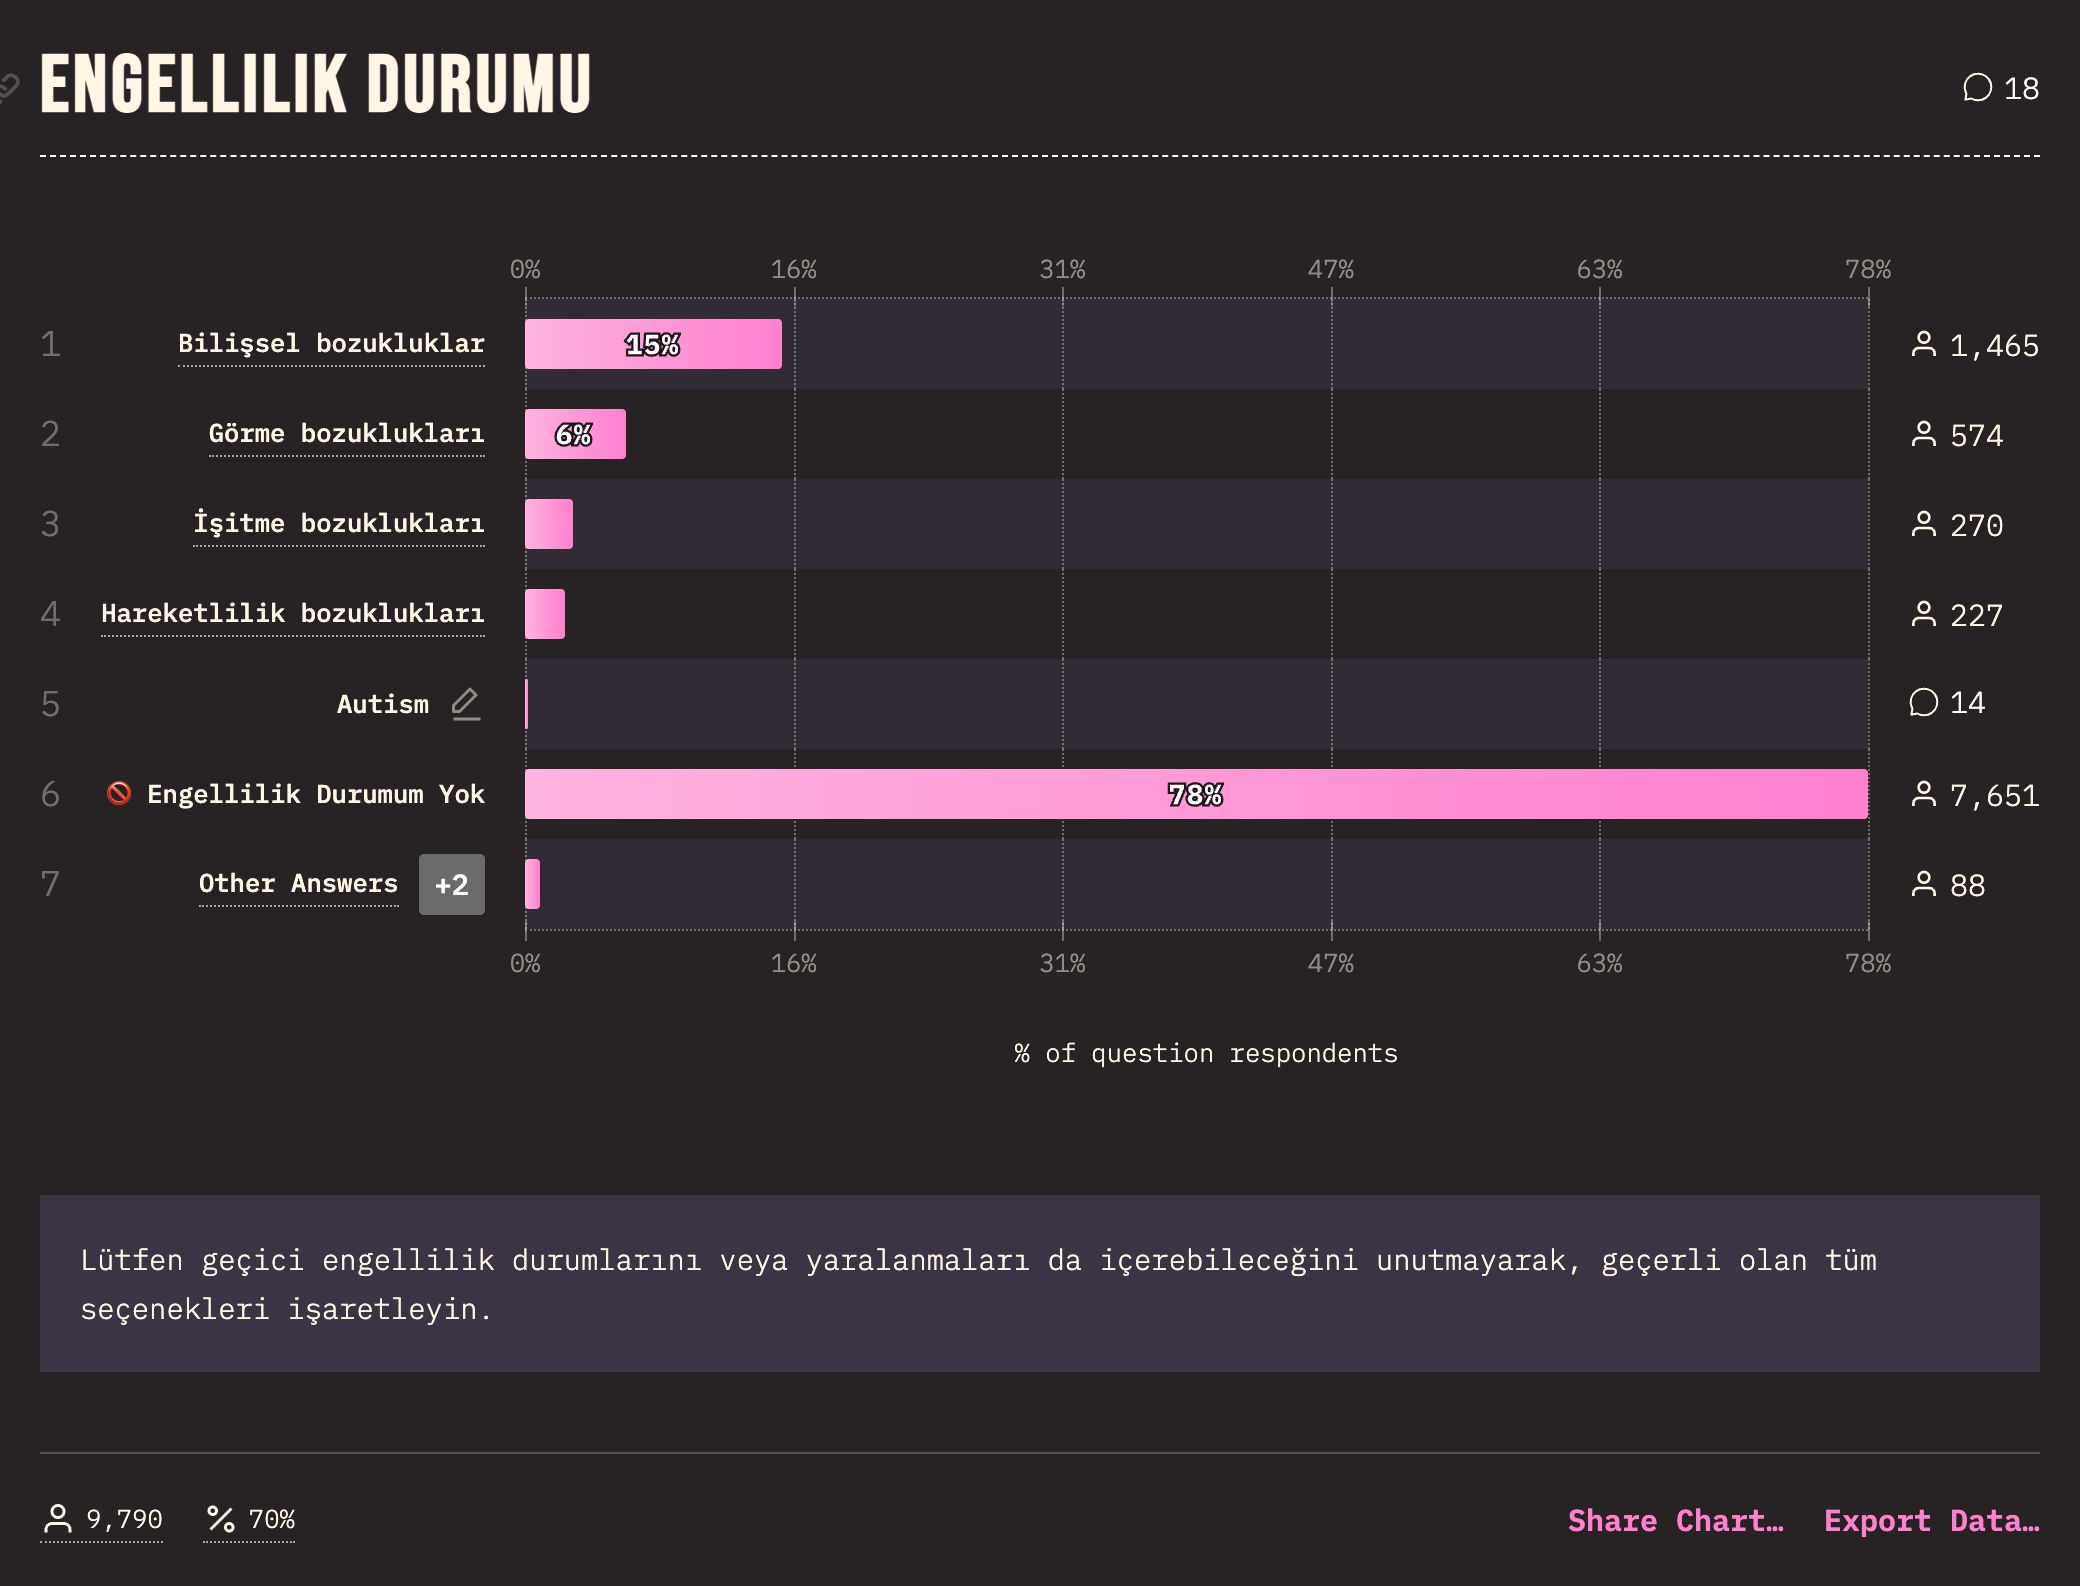 ENGELLILIK DURUMU
18
0% 16% 31% 47% 63% 78%
1 Bilişsel bozukluklar 15% 1,465
2 Görme bozuklukları 6% 574
3 İşitme bozuklukları 270
4 Hareketlilik bozuklukları 227
5 Autism 14
6 Engellilik Durumum Yok 78% 7,651
7 Other Answers +2 88
0% 16% 31% 47% 63% 78%
% of question respondents
Lütfen geçici engellilik durumlarını veya yaralanmaları da içerebileceğini unutmayarak, geçerli olan tüm
seçenekleri işaretleyin.
9,790 70% Share Chart… Export Data…